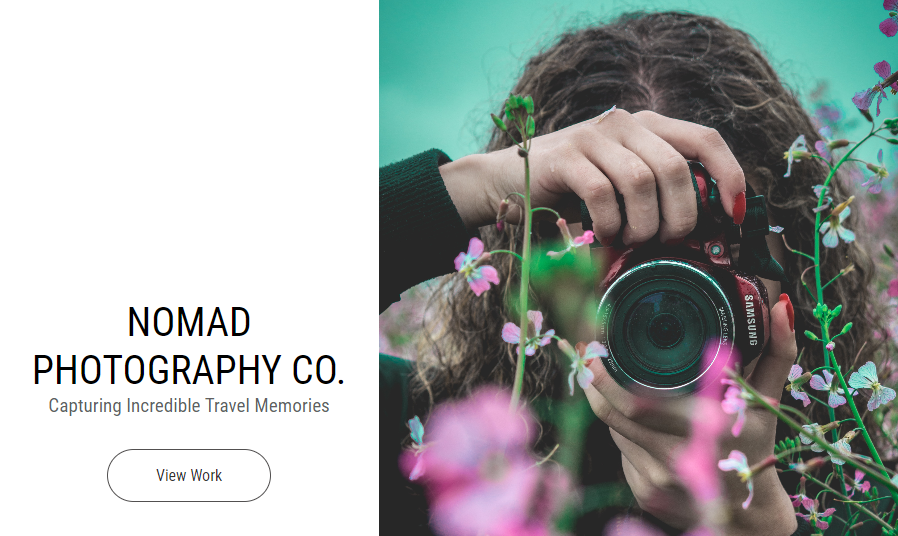 NOMAD
PHOTOGRAPHY CO.
Capturing Incredible Travel Memories
View Work
SAMSUNG